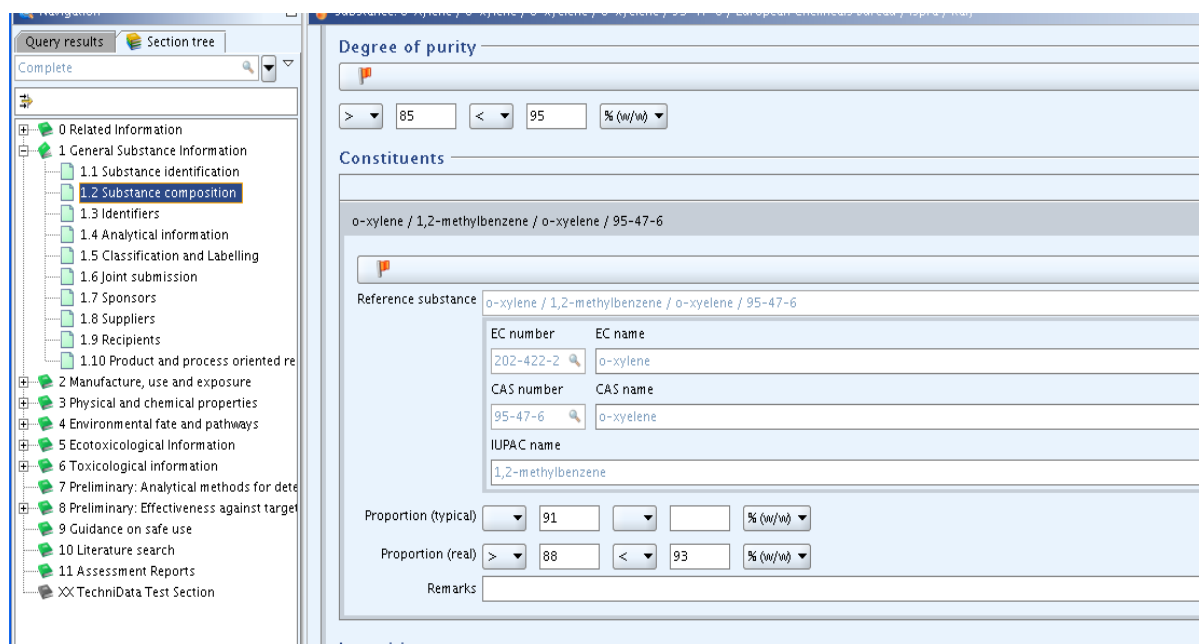 Navigation
Query results Section tree
Complete
0 Related Information
1 General Substance Information
1.1 Substance identification
1.2 Substance composition
1.3 Identifiers
1.4 Analytical information
1.5 Classification and Labelling
1.6 Joint submission
1.7 Sponsors
1.8 Suppliers
1.9 Recipients
1.10 Product and process oriented re
2 Manufacture, use and exposure
3 Physical and chemical properties
4 Environmental fate and pathways
5 Ecotoxicological Information
6 Toxicological information
7 Preliminary: Analytical methods for dete
8 Preliminary: Effectiveness against target
9 Guidance on safe use
10 Literature search
11 Assessment Reports
XX TechniData Test Section
Degree of purity
> 85 < 95 % (w/w)
Constituents
o-xylene / 1,2-methylbenzene / o-xyelene / 95-47-6
Reference substance o-xylene / 1,2-methylbenzene / o-xyelene / 95-47-6
EC number EC name
202-422-2 o-xylene
CAS number CAS name
95-47-6 o-xyelene
IUPAC name
1,2-methylbenzene
Proportion (typical) 91 % (w/w)
Proportion (real) > 88 < 93 % (w/w)
Remarks